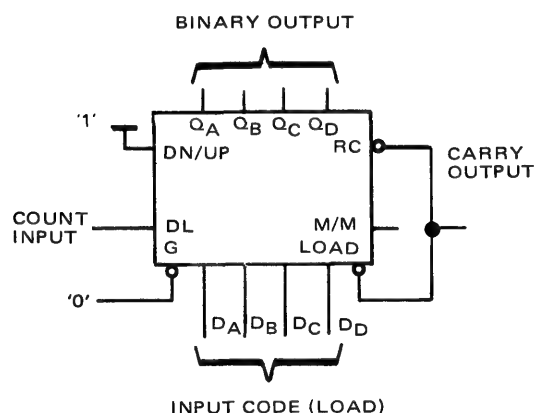 BINARY OUTPUT
'1'
QA QB QC QD
DN/UP
RC
CARRY
OUTPUT
COUNT
INPUT
DL
M/M
G
LOAD
'0'
DA DB DC DD
INPUT CODE (LOAD)